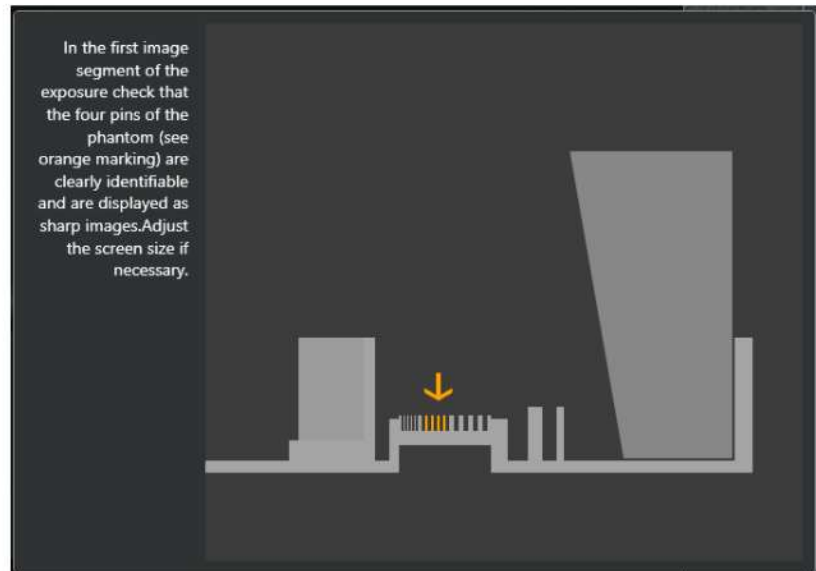 In the first image
segment of the
exposure check that
the four pins of the
phantom (see
orange marking) are
clearly identifiable
and are displayed as
sharp images.Adjust
the screen size if
necessary.